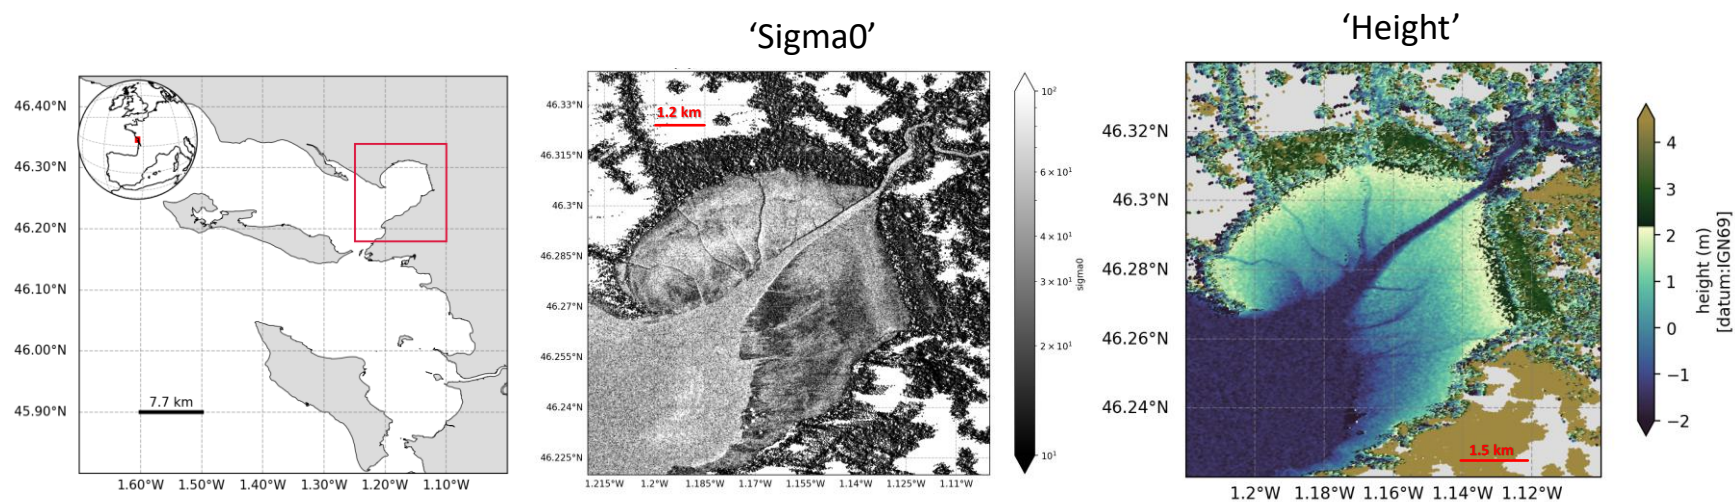 ‘Sigma0’
‘Height’
46.40°N
46.30°N
46.20°N
46.10°N
46.00°N
45.90°N
7.7 km
1.60°W 1.50°W 1.40°W 1.30°W 1.20°W 1.10°W
46.33°N
46.315°N
46.3°N
46.285°N
46.27°N
46.255°N
46.24°N
46.225°N
1.2 km
1.215°W 1.2°W 1.185°W 1.17°W 1.155°W 1.14°W 1.125°W 1.11°W
10²
6 × 10¹
4 × 10¹
3 × 10¹
2 × 10¹
10¹
sigma0
46.32°N
46.3°N
46.28°N
46.26°N
46.24°N
1.5 km
1.2°W 1.18°W 1.16°W 1.14°W 1.12°W
4
3
2
1
0
−1
−2
height (m)
[datum:IGN69]